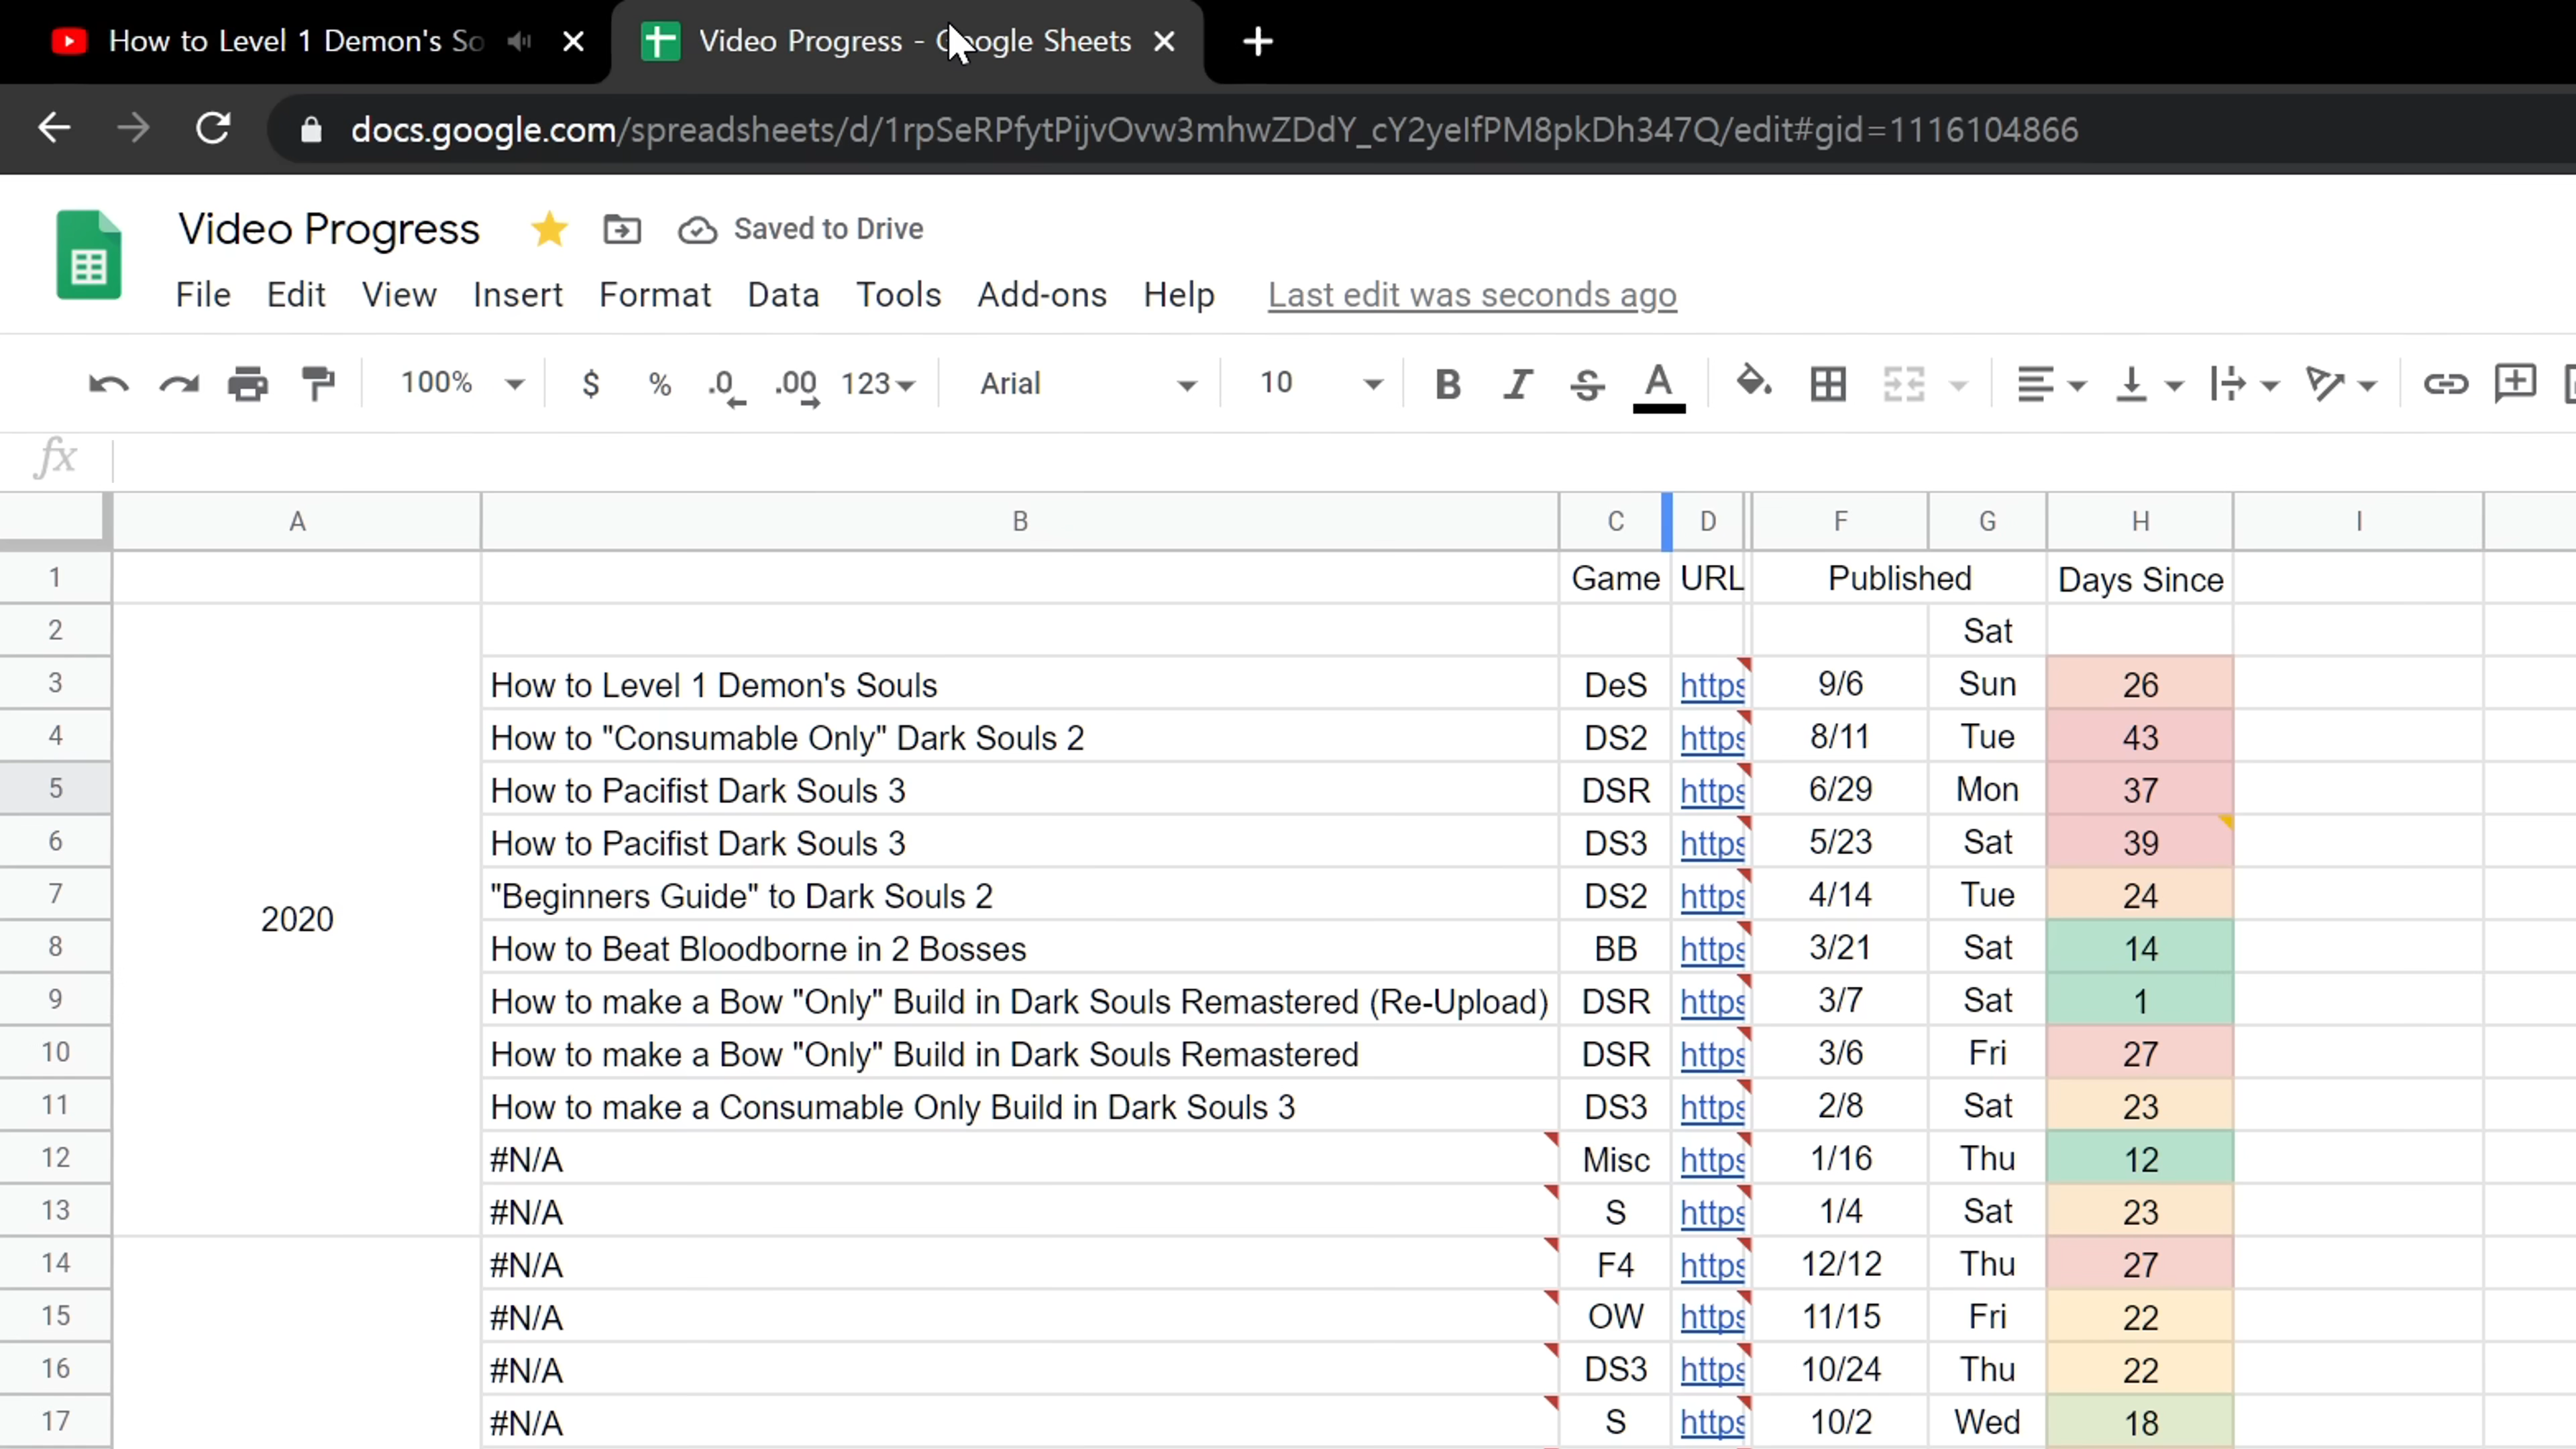 How to Level 1 Demon's So
Video Progress - Google Sheets
docs.google.com/spreadsheets/d/1rpSeRPfytPijvOvw3mhwZDdY_cY2yeIfPM8pkDh347Q/edit#gid=1116104866
Video Progress Saved to Drive
File Edit View Insert Format Data Tools Add-ons Help Last edit was seconds ago
100% $ % .0 .00 123 Arial 10 B I S A
fx
A B C D F G H I
1 Game URL Published Days Since
2 Sat
3 How to Level 1 Demon's Souls DeS https 9/6 Sun 26
4 How to "Consumable Only" Dark Souls 2 DS2 https 8/11 Tue 43
5 How to Pacifist Dark Souls 3 DSR https 6/29 Mon 37
6 How to Pacifist Dark Souls 3 DS3 https 5/23 Sat 39
7 "Beginners Guide" to Dark Souls 2 DS2 https 4/14 Tue 24
2020
8 How to Beat Bloodborne in 2 Bosses BB https 3/21 Sat 14
9 How to make a Bow "Only" Build in Dark Souls Remastered (Re-Upload) DSR https 3/7 Sat 1
10 How to make a Bow "Only" Build in Dark Souls Remastered DSR https 3/6 Fri 27
11 How to make a Consumable Only Build in Dark Souls 3 DS3 https 2/8 Sat 23
12 #N/A Misc https 1/16 Thu 12
13 #N/A S https 1/4 Sat 23
14 #N/A F4 https 12/12 Thu 27
15 #N/A OW https 11/15 Fri 22
16 #N/A DS3 https 10/24 Thu 22
17 #N/A S https 10/2 Wed 18